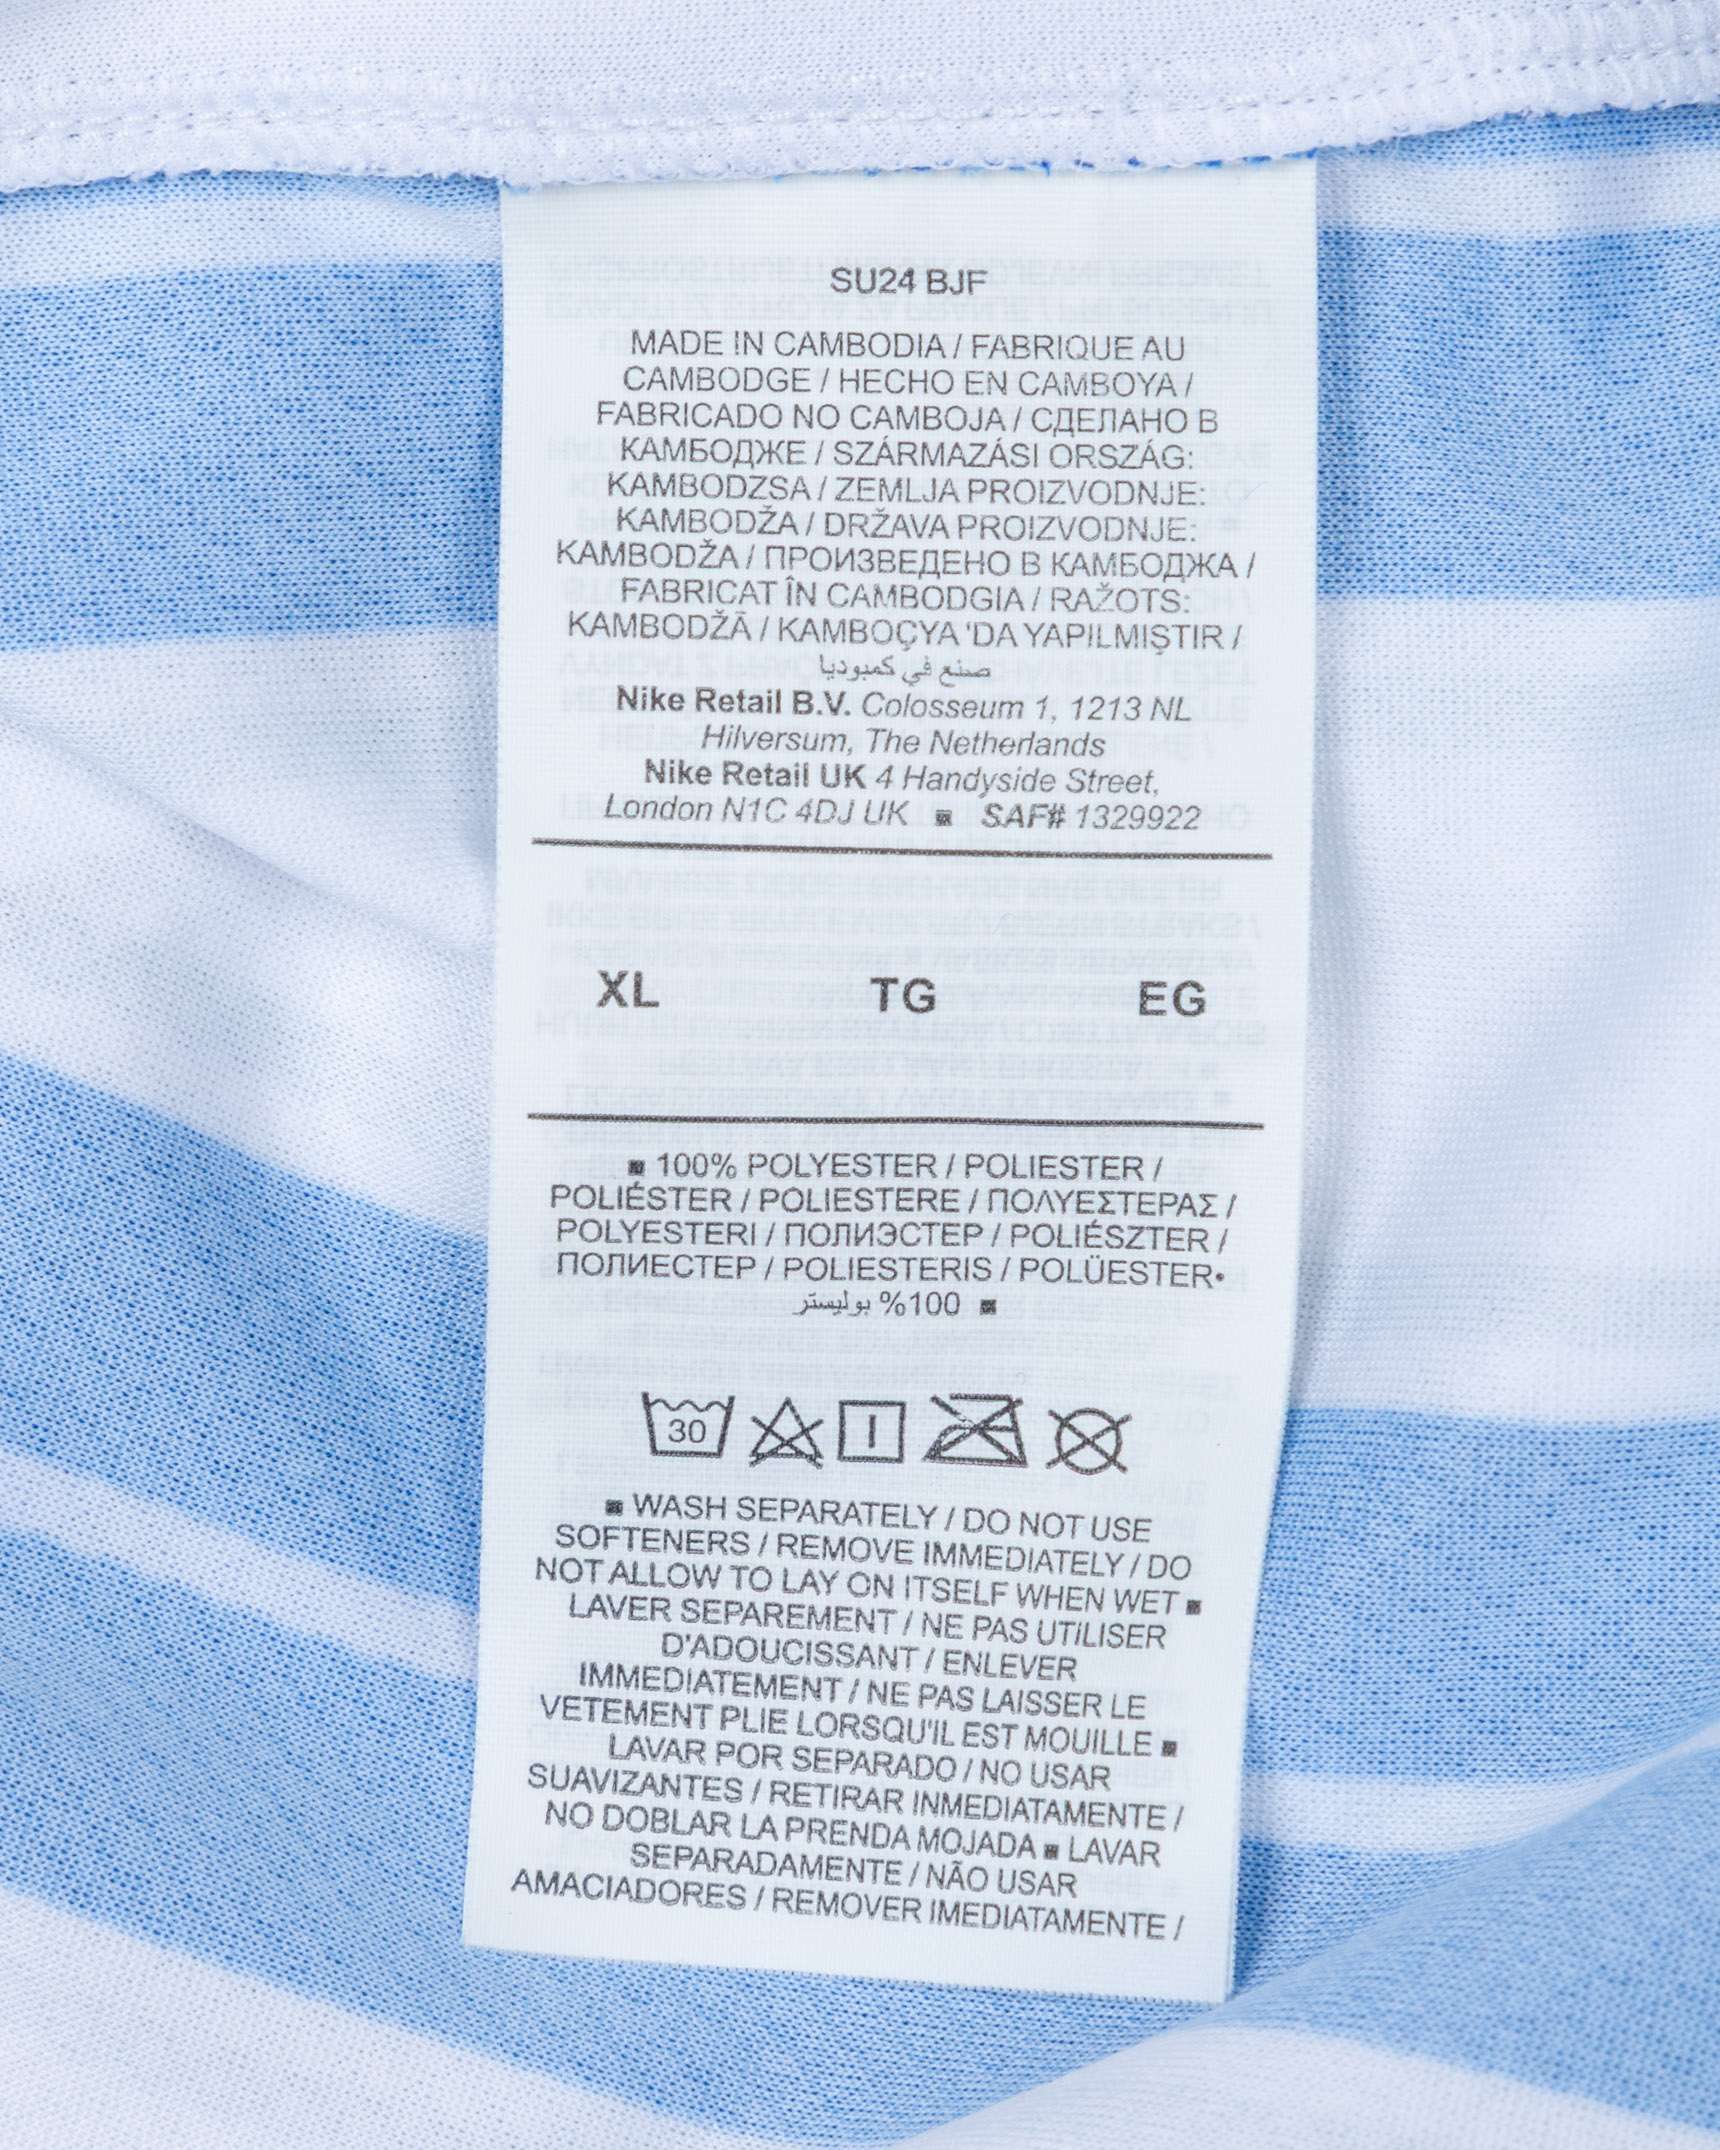 SU24 BJF
MADE IN CAMBODIA / FABRIQUE AU
CAMBODGE / HECHO EN CAMBOYA /
FABRICADO NO CAMBOJA / СДЕЛАНО В
КАМБОДЖЕ / SZÁRMAZÁSI ORSZÁG:
KAMBODZSA / ZEMLJA PROIZVODNJE:
KAMBODŽA / DRŽAVA PROIZVODNJE:
KAMBODŽA / ПРОИЗВЕДЕНО В КАМБОДЖА /
FABRICAT ÎN CAMBODGIA / RAŽOTS:
KAMBODŽĀ / KAMBOÇYA 'DA YAPILMIŞTIR /
صنع في كمبوديا
Nike Retail B.V. Colosseum 1, 1213 NL
Hilversum, The Netherlands
Nike Retail UK 4 Handyside Street,
London N1C 4DJ UK ■ SAF# 1329922
XL TG EG
■ 100% POLYESTER / POLIESTER /
POLIÉSTER / POLIESTERE / ΠΟΛΥΕΣΤΕΡΑΣ /
POLYESTERI / ПОЛИЭСТЕР / POLIÉSZTER /
ПОЛИЕСТЕР / POLIESTERIS / POLÜESTER•
■ 100% بوليستر
30
■ WASH SEPARATELY / DO NOT USE
SOFTENERS / REMOVE IMMEDIATELY / DO
NOT ALLOW TO LAY ON ITSELF WHEN WET ■
LAVER SEPAREMENT / NE PAS UTILISER
D'ADOUCISSANT / ENLEVER
IMMEDIATEMENT / NE PAS LAISSER LE
VETEMENT PLIE LORSQU'IL EST MOUILLE ■
LAVAR POR SEPARADO / NO USAR
SUAVIZANTES / RETIRAR INMEDIATAMENTE /
NO DOBLAR LA PRENDA MOJADA ■ LAVAR
SEPARADAMENTE / NÃO USAR
AMACIADORES / REMOVER IMEDIATAMENTE /